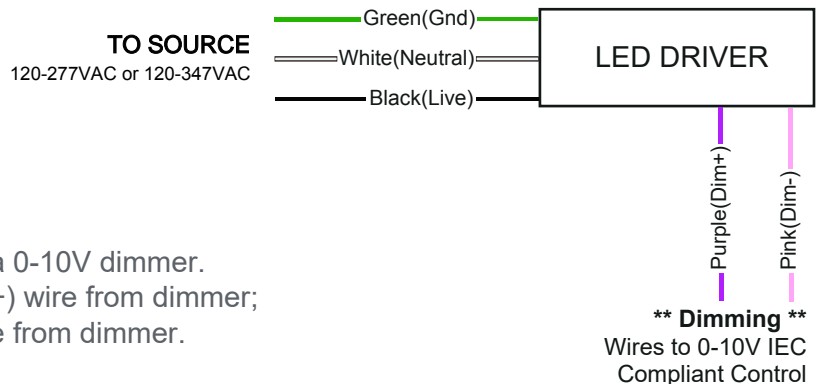 Green(Gnd)
TO SOURCE
120-277VAC or 120-347VAC
White(Neutral)
Black(Live)
LED DRIVER
Purple(Dim+)
Pink(Dim-)
a 0-10V dimmer.
+) wire from dimmer;
e from dimmer.
** Dimming **
Wires to 0-10V IEC
Compliant Control